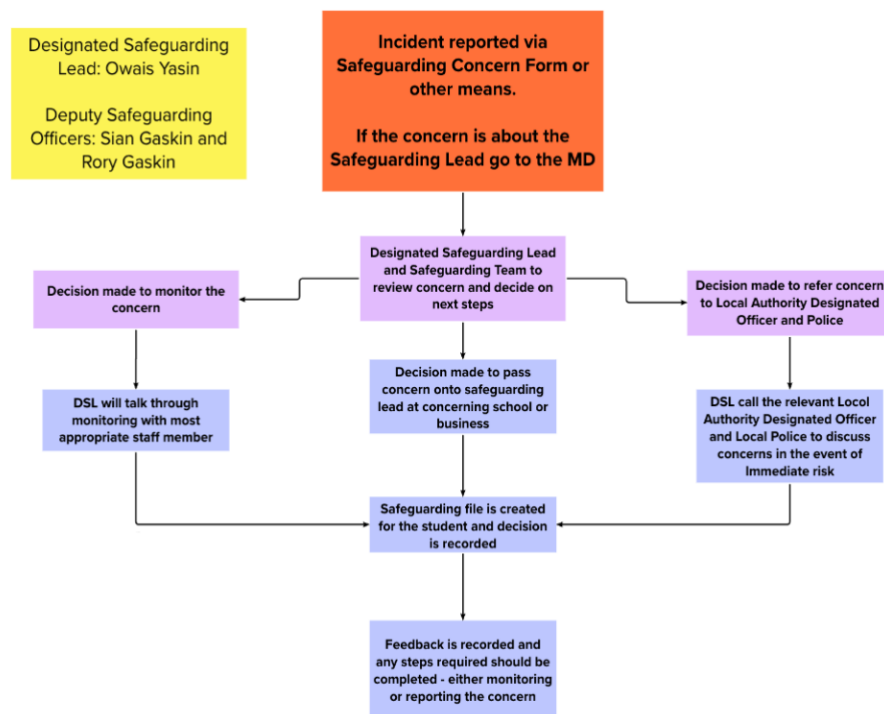 Designated Safeguarding
Lead: Owais Yasin
Deputy Safeguarding
Officers: Sian Gaskin and
Rory Gaskin
Incident reported via
Safeguarding Concern Form or
other means.
If the concern is about the
Safeguarding Lead go to the MD
Designated Safeguarding Lead
and Safeguarding Team to
review concern and decide on
next steps
Decision made to monitor the
concern
Decision made to refer concern
to Local Authority Designated
Officer and Police
DSL will talk through
monitoring with most
appropriate staff member
Decision made to pass
concern onto safeguarding
lead at concerning school or
business
DSL call the relevant Locol
Authority Designated Officer
and Local Police to discuss
concerns in the event of
Immediate risk
Safeguarding file is created
for the student and decision
is recorded
Feedback is recorded and
any steps required should be
completed - either monitoring
or reporting the concern